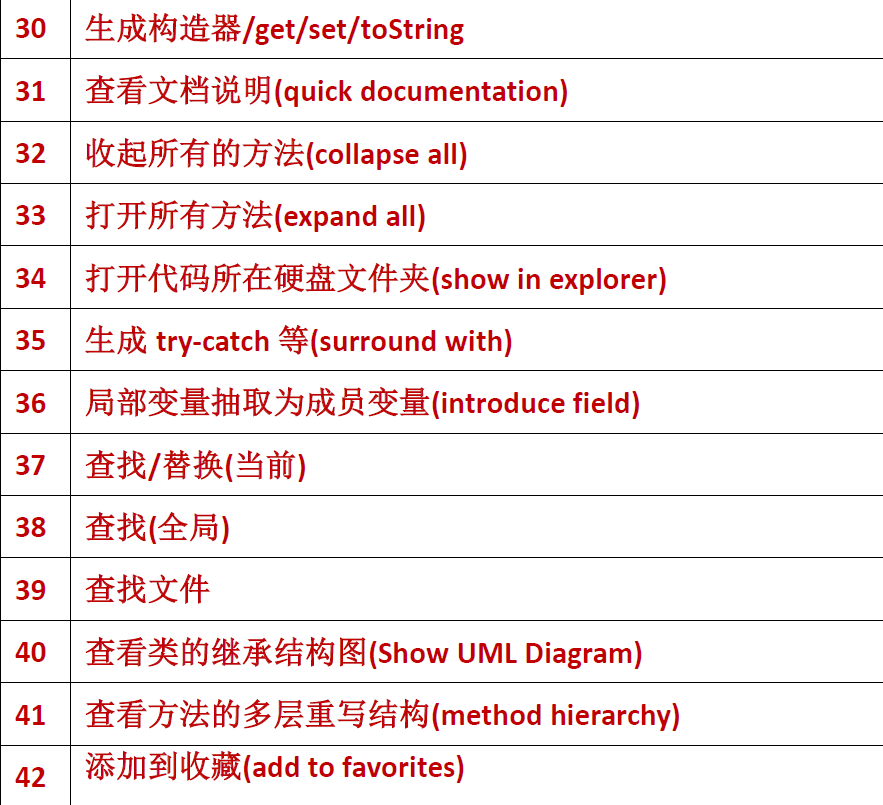 30 生成构造器/get/set/toString
31 查看文档说明(quick documentation)
32 收起所有的方法(collapse all)
33 打开所有方法(expand all)
34 打开代码所在硬盘文件夹(show in explorer)
35 生成 try-catch 等(surround with)
36 局部变量抽取为成员变量(introduce field)
37 查找/替换(当前)
38 查找(全局)
39 查找文件
40 查看类的继承结构图(Show UML Diagram)
41 查看方法的多层重写结构(method hierarchy)
42 添加到收藏(add to favorites)